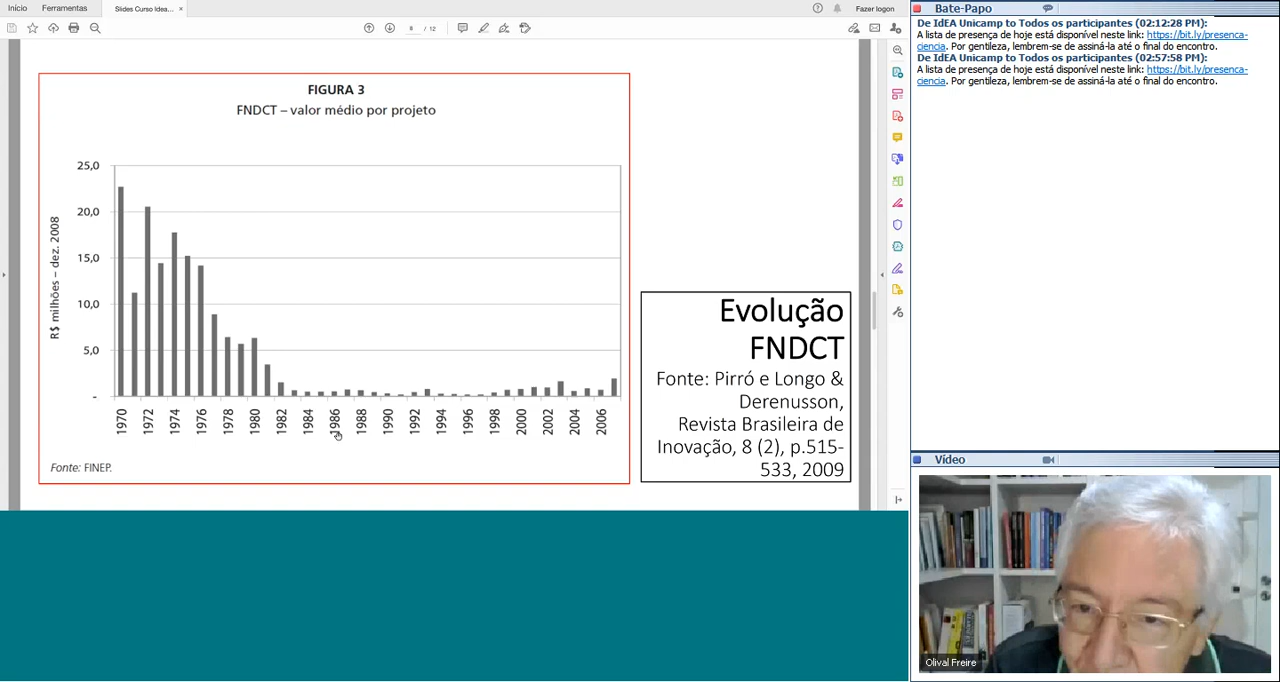 Início Ferramentas Slides Curso Idea... × Fazer logon
8 / 12
FIGURA 3
FNDCT – valor médio por projeto
R$ milhões – dez. 2008
25,0
20,0
15,0
10,0
5,0
-
1970 1972 1974 1976 1978 1980 1982 1984 1986 1988 1990 1992 1994 1996 1998 2000 2002 2004 2006
Fonte: FINEP.
Evolução
FNDCT
Fonte: Pirró e Longo &
Derenusson,
Revista Brasileira de
Inovação, 8 (2), p.515-
533, 2009
Bate-Papo
De IdEA Unicamp to Todos os participantes (02:12:28 PM):
A lista de presença de hoje está disponível neste link: https://bit.ly/presenca-
ciencia. Por gentileza, lembrem-se de assiná-la até o final do encontro.
De IdEA Unicamp to Todos os participantes (02:57:58 PM):
A lista de presença de hoje está disponível neste link: https://bit.ly/presenca-
ciencia. Por gentileza, lembrem-se de assiná-la até o final do encontro.
Vídeo
Olival Freire